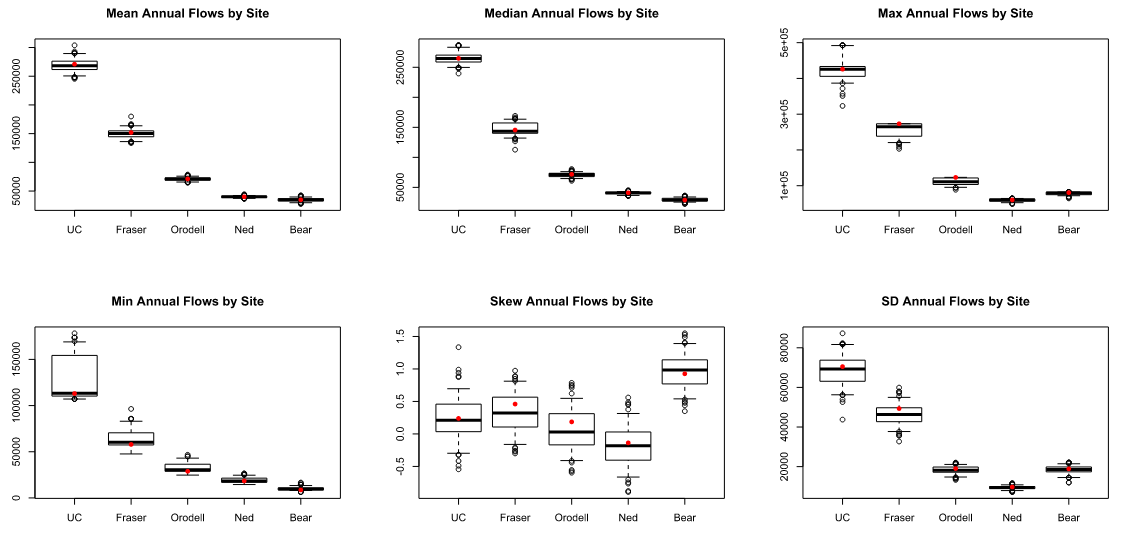 Mean Annual Flows by Site
250000
150000
50000
UC Fraser Orodell Ned Bear
Median Annual Flows by Site
250000
150000
50000
UC Fraser Orodell Ned Bear
Max Annual Flows by Site
5e+05
3e+05
1e+05
UC Fraser Orodell Ned Bear
Min Annual Flows by Site
150000
100000
50000
0
UC Fraser Orodell Ned Bear
Skew Annual Flows by Site
1.5
1.0
0.5
0.0
-0.5
UC Fraser Orodell Ned Bear
SD Annual Flows by Site
80000
60000
40000
20000
UC Fraser Orodell Ned Bear